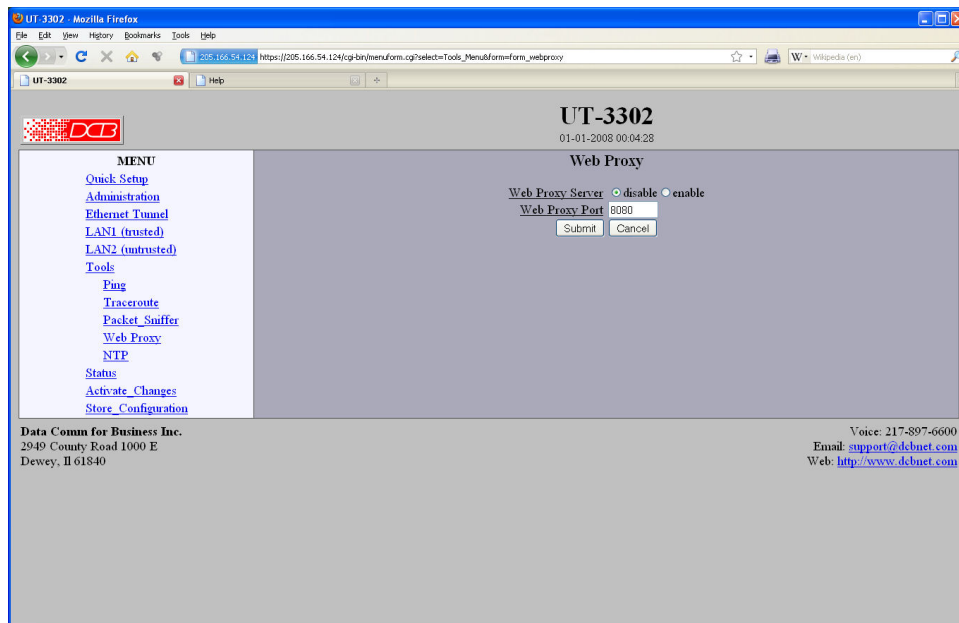 UT-3302 - Mozilla Firefox
File Edit View History Bookmarks Tools Help
205.166.54.124 https://205.166.54.124/cgi-bin/menuform.cgi?select=Tools_Menu&form=form_webproxy W Wikipedia (en)
UT-3302 Help
DCB
UT-3302
01-01-2008 00:04:28
MENU
Quick Setup
Administration
Ethernet Tunnel
LAN1 (trusted)
LAN2 (untrusted)
Tools
Ping
Traceroute
Packet_Sniffer
Web Proxy
NTP
Status
Activate_Changes
Store_Configuration
Web Proxy
Web Proxy Server disable enable
Web Proxy Port 8080
Submit Cancel
Data Comm for Business Inc.
2949 County Road 1000 E
Dewey, Il 61840
Voice: 217-897-6600
Email: support@dcbnet.com
Web: http://www.dcbnet.com